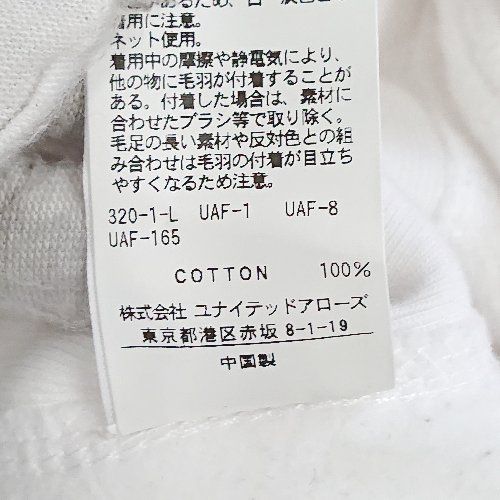 着用に注意。
ネット使用。
着用中の摩擦や静電気により、
他の物に毛羽が付着することが
ある。付着した場合は、素材に
合わせたブラシ等で取り除く。
毛足の長い素材や反対色との組
み合わせは毛羽の付着が目立ち
やすくなるため注意。
320-1-L UAF-1 UAF-8
UAF-165
COTTON 100%
株式会社 ユナイテッドアローズ
東京都港区赤坂 8-1-19
中国製